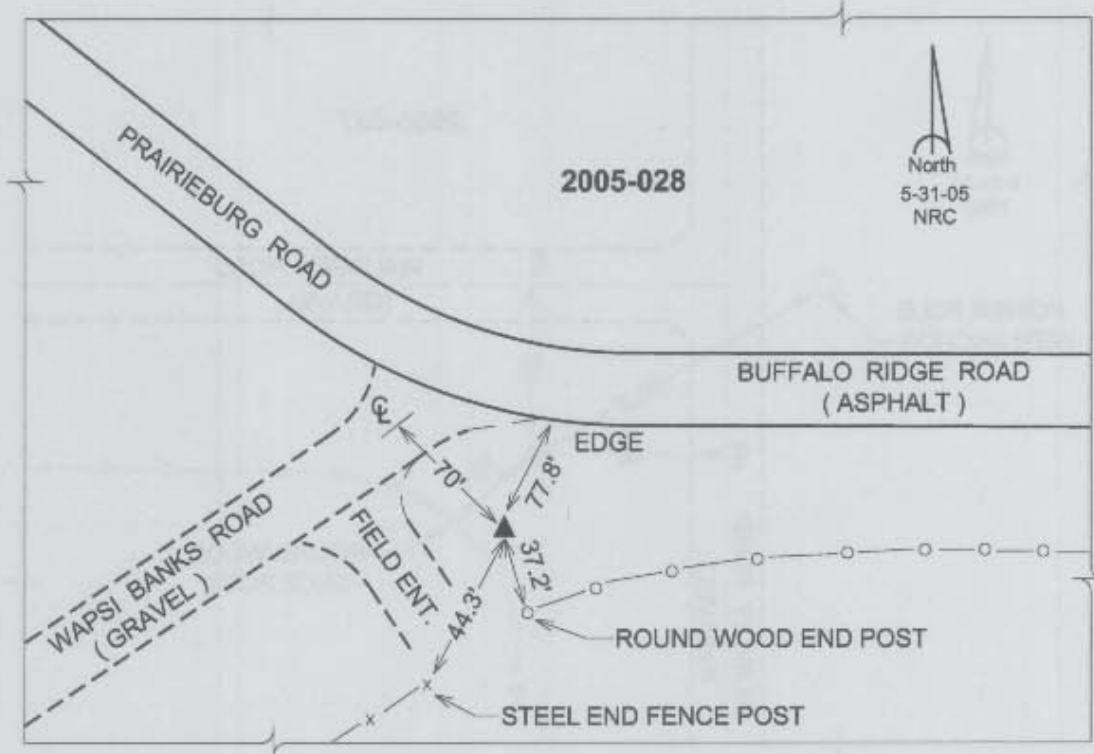 2005-028
North
5-31-05
NRC
PRAIRIEBURG ROAD
BUFFALO RIDGE ROAD
( ASPHALT )
℄
EDGE
70'
77.8'
WAPSI BANKS ROAD
( GRAVEL )
FIELD ENT.
37.2'
44.3'
ROUND WOOD END POST
STEEL END FENCE POST